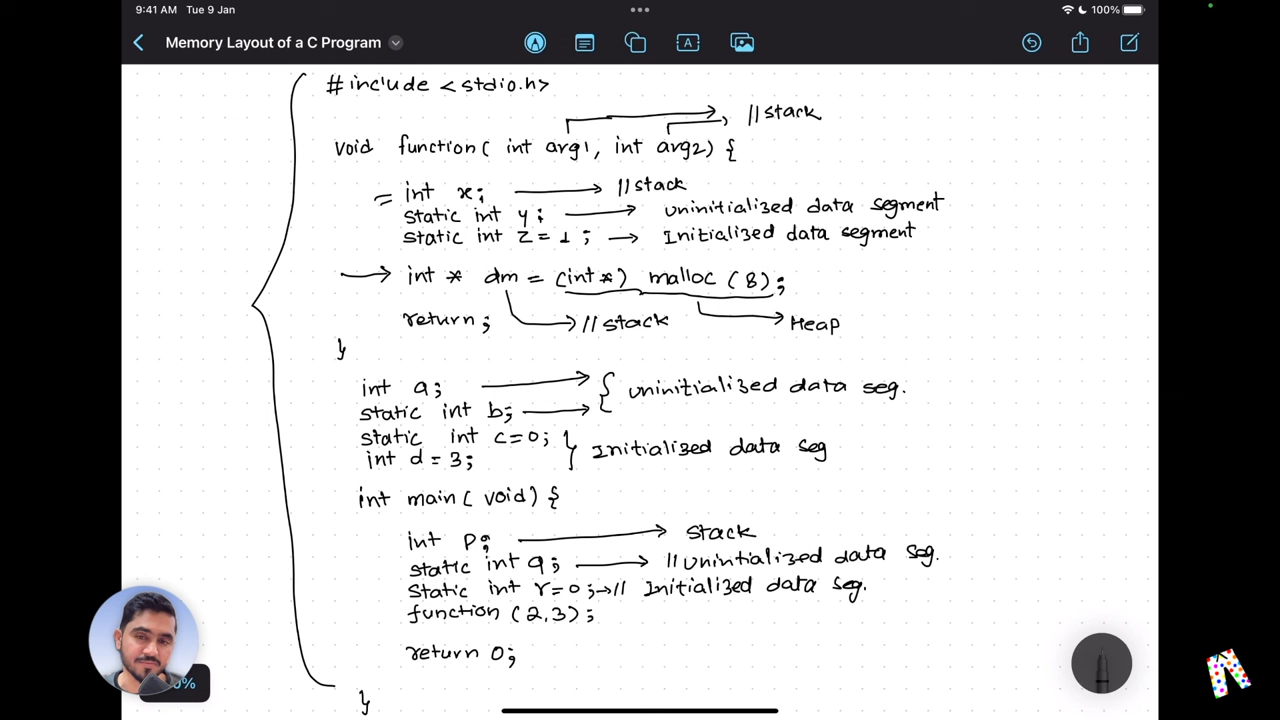 9:41 AM Tue 9 Jan
100%
Memory Layout of a C Program
#include <stdio.h>
//stack
void function( int arg1, int arg2) {
int x; //stack
static int y; Uninitialized data segment
static int z=1; Initialized data segment
int * dm = (int*) malloc (8);
return; //stack Heap
}
int a;
static int b; Uninitialized data seg.
static int c=0;
int d = 3; Initialized data seg
int main( void) {
int p; stack
static int q; //Unintialized data seg.
static int r=0; // Initialized data seg.
function (2,3);
return 0;
}